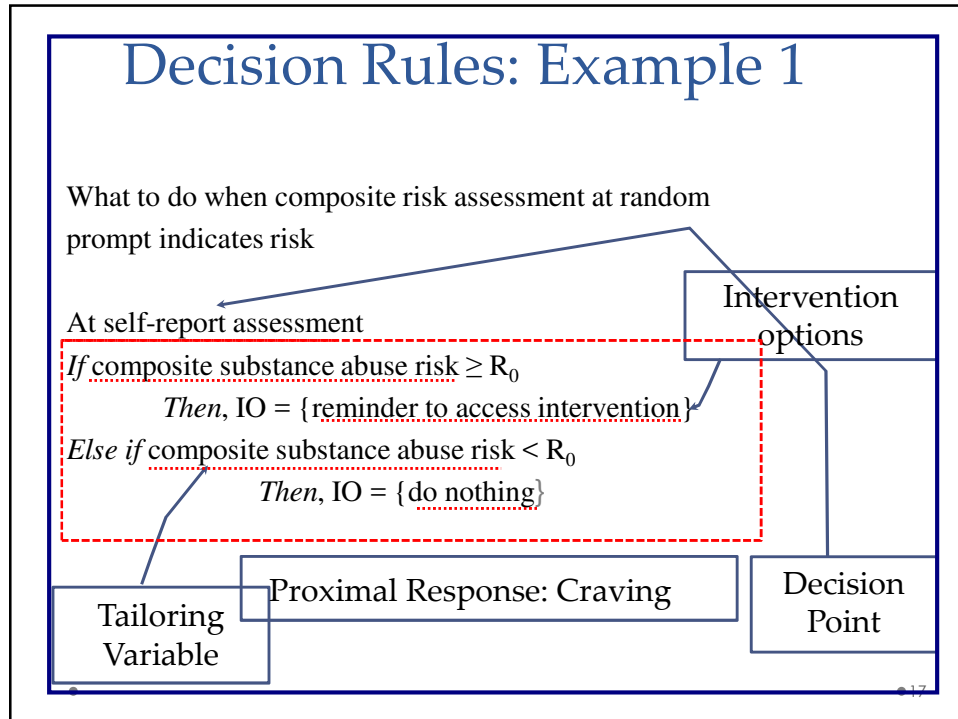 Decision Rules: Example 1
What to do when composite risk assessment at random
prompt indicates risk
Intervention
options
At self-report assessment
If composite substance abuse risk ≥ R₀
Then, IO = {reminder to access intervention}
Else if composite substance abuse risk < R₀
Then, IO = {do nothing}
Proximal Response: Craving
Decision
Point
Tailoring
Variable
17